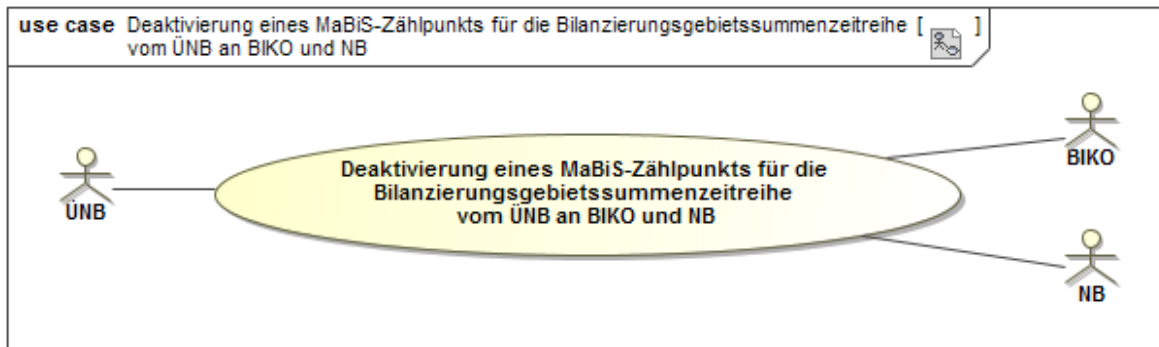 use case Deaktivierung eines MaBiS-Zählpunkts für die Bilanzierungsgebietssummenzeitreihe [ ]
vom ÜNB an BIKO und NB
BIKO
Deaktivierung eines MaBiS-Zählpunkts für die
Bilanzierungsgebietssummenzeitreihe
vom ÜNB an BIKO und NB
ÜNB
NB